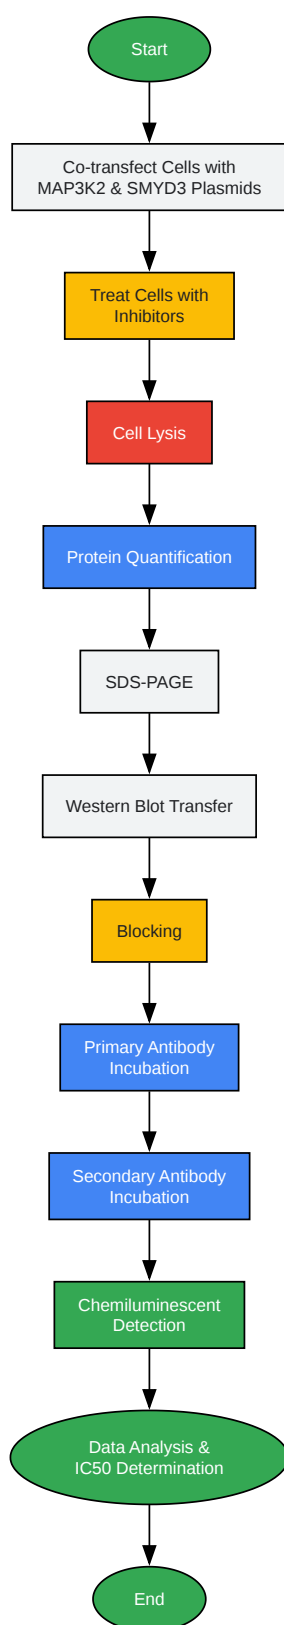 Start
Co-transfect Cells with
MAP3K2 & SMYD3 Plasmids
Treat Cells with
Inhibitors
Cell Lysis
Protein Quantification
SDS-PAGE
Western Blot Transfer
Blocking
Primary Antibody
Incubation
Secondary Antibody
Incubation
Chemiluminescent
Detection
Data Analysis &
IC50 Determination
End